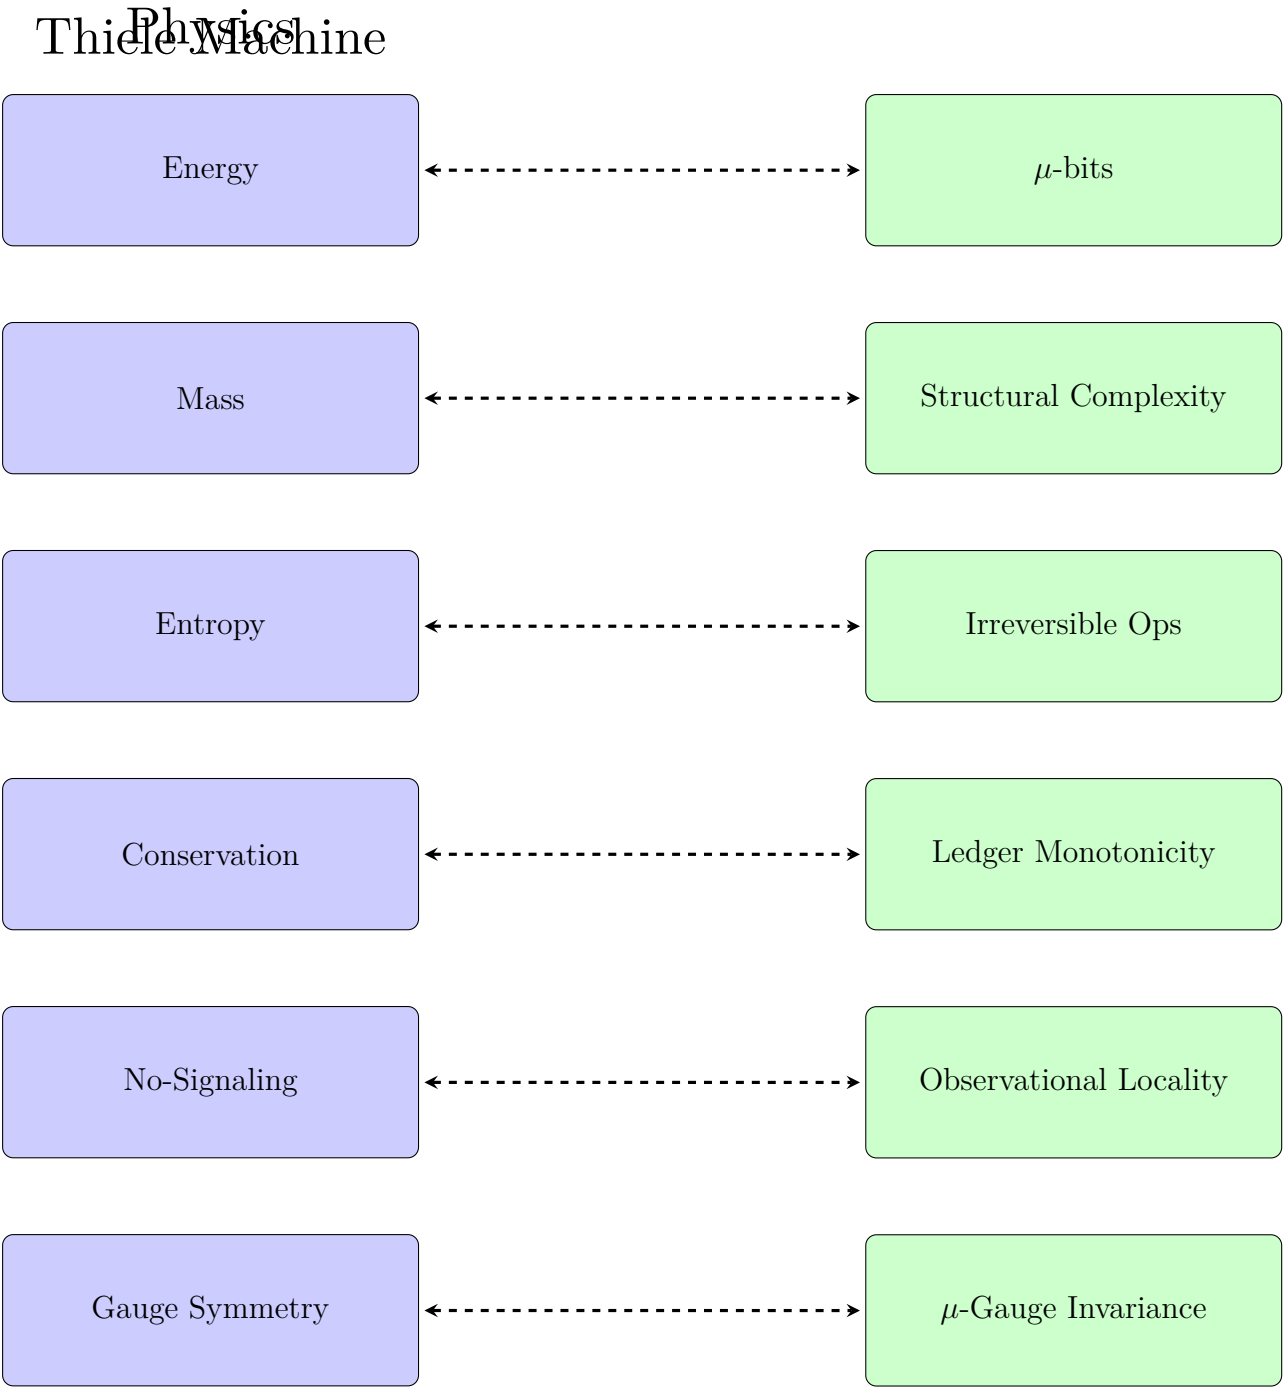 Physics
Thiele Machine
Energy
μ-bits
Mass
Structural Complexity
Entropy
Irreversible Ops
Conservation
Ledger Monotonicity
No-Signaling
Observational Locality
Gauge Symmetry
μ-Gauge Invariance